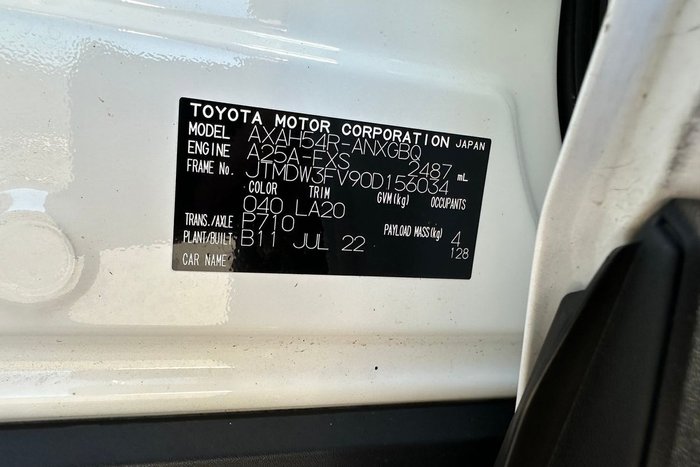 TOYOTA MOTOR CORPORATION JAPAN
MODEL AXAH54R-ANXGBQ
ENGINE A25A-FXS 2487 mL
FRAME No. JTMDW3FV90D156034
COLOR TRIM GVM(kg) OCCUPANTS
040 LA20
TRANS./AXLE B710 PAYLOAD MASS(kg) 4
PLANT/BUILT B11 JUL 22 128
CAR NAME